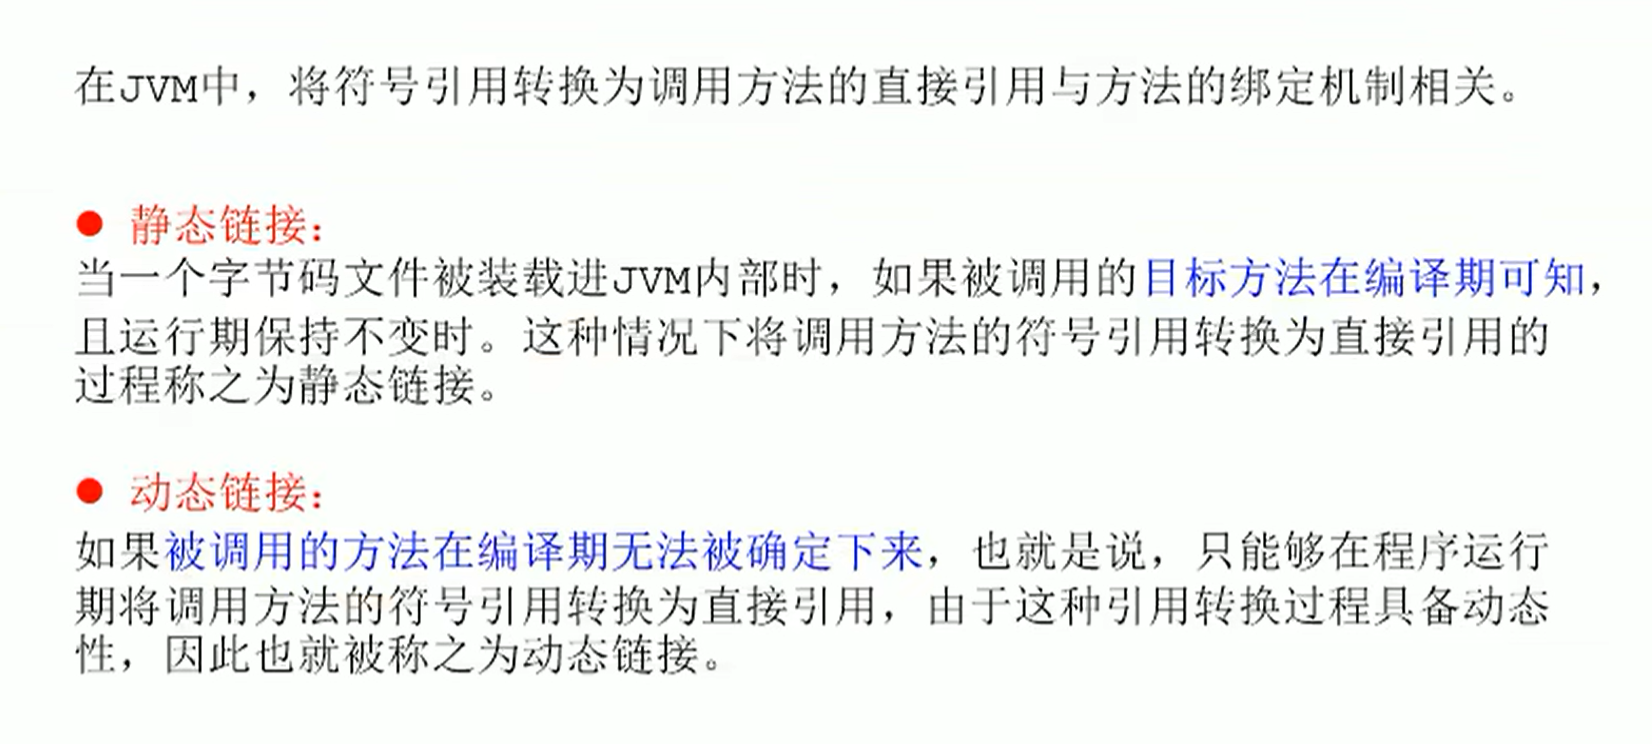 在JVM中，将符号引用转换为调用方法的直接引用与方法的绑定机制相关。
● 静态链接：
当一个字节码文件被装载进JVM内部时，如果被调用的目标方法在编译期可知，
且运行期保持不变时。这种情况下将调用方法的符号引用转换为直接引用的
过程称之为静态链接。
● 动态链接：
如果被调用的方法在编译期无法被确定下来，也就是说，只能够在程序运行
期将调用方法的符号引用转换为直接引用，由于这种引用转换过程具备动态
性，因此也就被称之为动态链接。